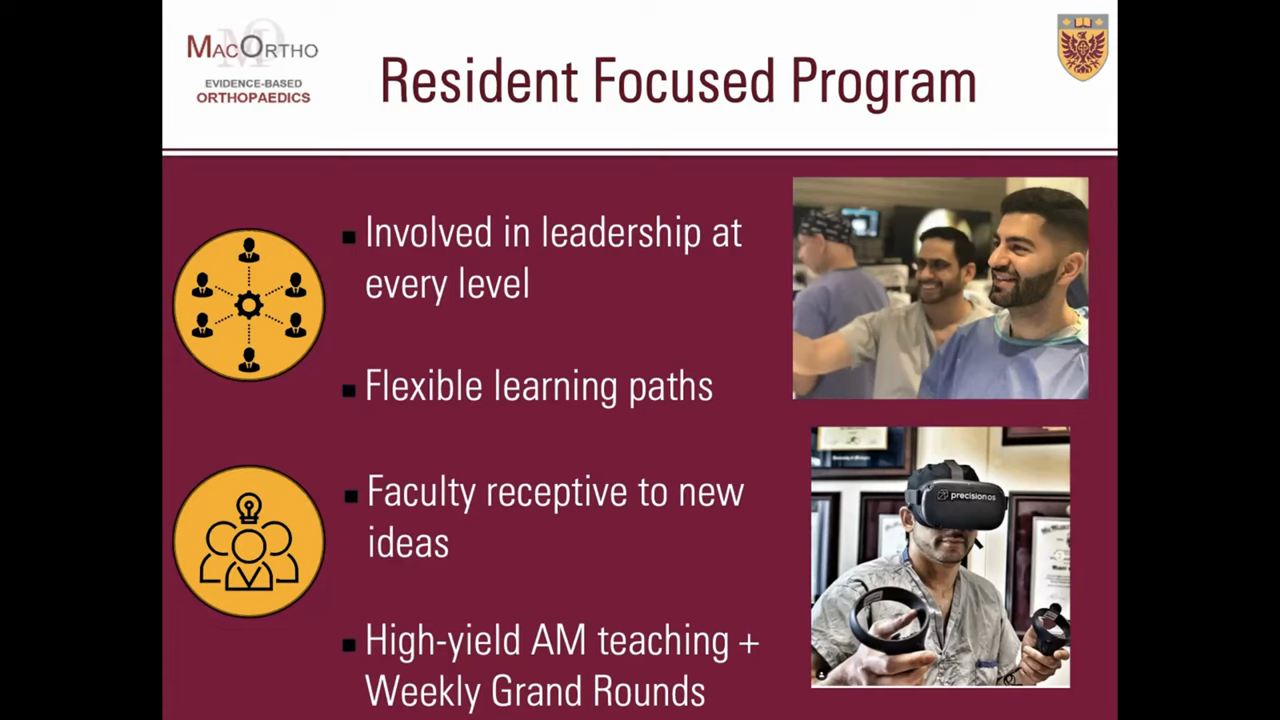 MACORTHO
EVIDENCE-BASED
ORTHOPAEDICS
Resident Focused Program
Involved in leadership at
every level
Flexible learning paths
Faculty receptive to new
ideas
High-yield AM teaching +
Weekly Grand Rounds
precisionos